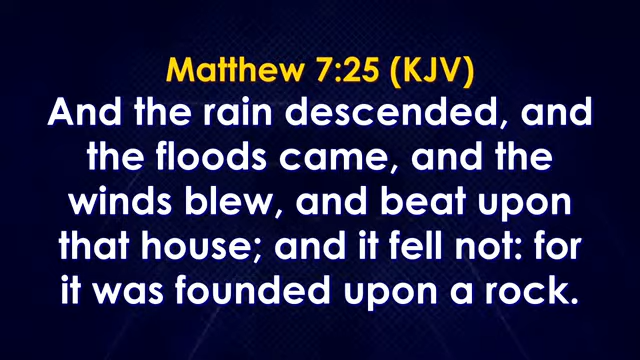 Matthew 7:25 (KJV)
And the rain descended, and
the floods came, and the
winds blew, and beat upon
that house; and it fell not: for
it was founded upon a rock.